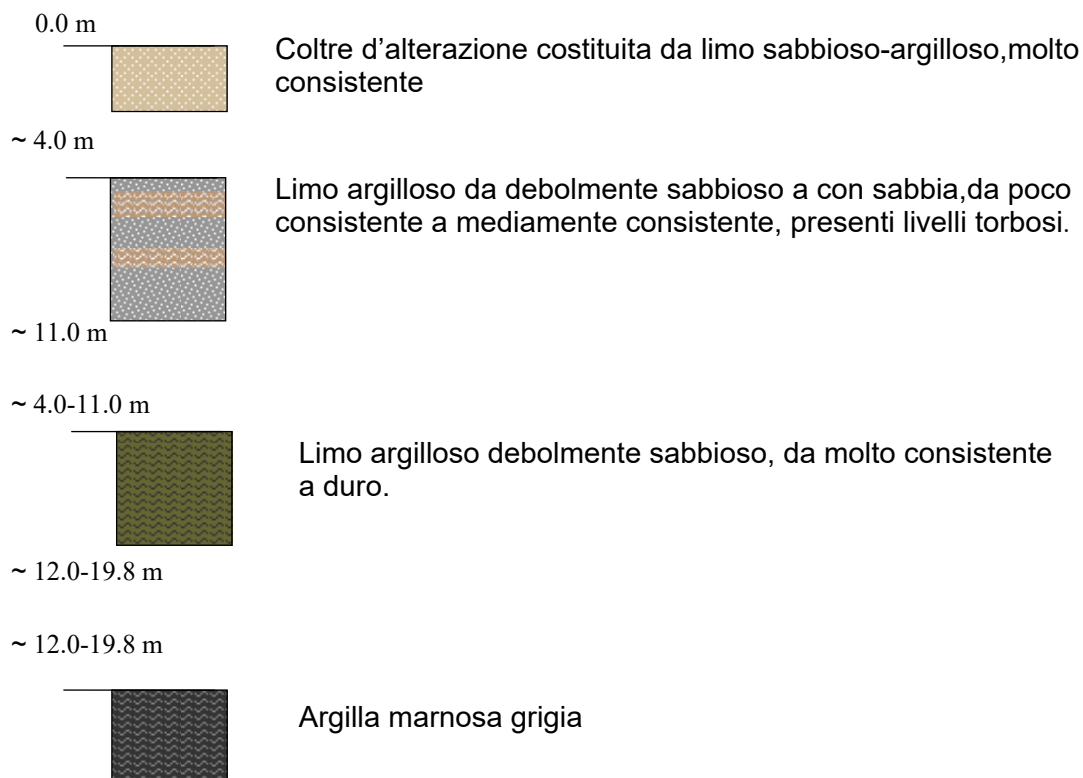 0.0 m
Coltre d’alterazione costituita da limo sabbioso-argilloso,molto
consistente
~ 4.0 m
Limo argilloso da debolmente sabbioso a con sabbia,da poco
consistente a mediamente consistente, presenti livelli torbosi.
~ 11.0 m
~ 4.0-11.0 m
Limo argilloso debolmente sabbioso, da molto consistente
a duro.
~ 12.0-19.8 m
~ 12.0-19.8 m
Argilla marnosa grigia